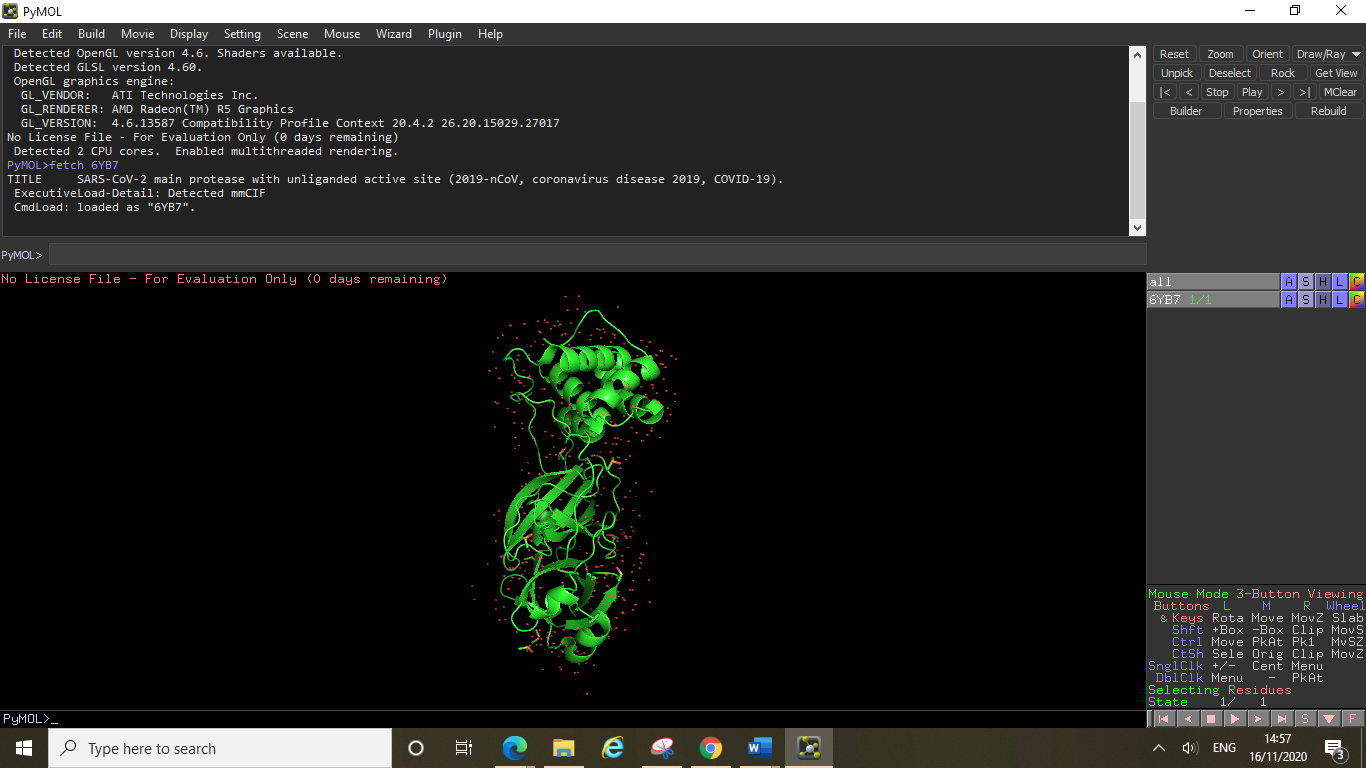 PyMOL
File Edit Build Movie Display Setting Scene Mouse Wizard Plugin Help
Detected OpenGL version 4.6. Shaders available.
Detected GLSL version 4.60.
OpenGL graphics engine:
GL_VENDOR: ATI Technologies Inc.
GL_RENDERER: AMD Radeon(TM) R5 Graphics
GL_VERSION: 4.6.13587 Compatibility Profile Context 20.4.2 26.20.15029.27017
No License File - For Evaluation Only (0 days remaining)
Detected 2 CPU cores. Enabled multithreaded rendering.
PyMOL>fetch 6YB7
TITLE SARS-CoV-2 main protease with unliganded active site (2019-nCoV, coronavirus disease 2019, COVID-19).
ExecutiveLoad-Detail: Detected mmCIF
CmdLoad: loaded as "6YB7".
PyMOL>
Reset Zoom Orient Draw/Ray
Unpick Deselect Rock Get View
|< < Stop Play > >| MClear
Builder Properties Rebuild
No License File - For Evaluation Only (0 days remaining)
all A S H L C
6YB7 1/1 A S H L C
Mouse Mode 3-Button Viewing
Buttons L M R Wheel
& Keys Rota Move MovZ Slab
Shft +Box -Box Clip MovS
Ctrl Move PkAt Pk1 MvSZ
CtSh Sele Orig Clip MovZ
SnglClk +/- Cent Menu
DblClk Menu - PkAt
Selecting Residues
State 1/ 1
PyMOL>_
S F
Type here to search
ENG
14:57
16/11/2020
3